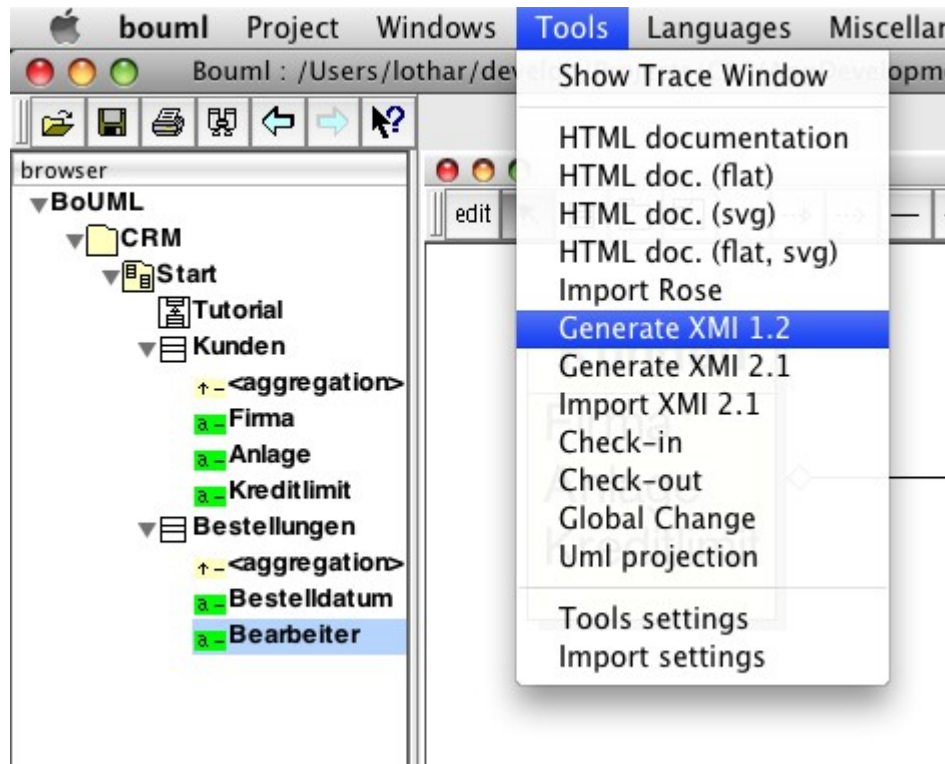 bouml Project Windows Tools Languages
Bouml : /Users/lothar/
browser
BoUML
CRM
Start
Tutorial
Kunden
<aggregation>
Firma
Anlage
Kreditlimit
Bestellungen
<aggregation>
Bestelldatum
Bearbeiter
edit
Show Trace Window
HTML documentation
HTML doc. (flat)
HTML doc. (svg)
HTML doc. (flat, svg)
Import Rose
Generate XMI 1.2
Generate XMI 2.1
Import XMI 2.1
Check-in
Check-out
Global Change
Uml projection
Tools settings
Import settings
Firma
Anlage
Kreditlimit